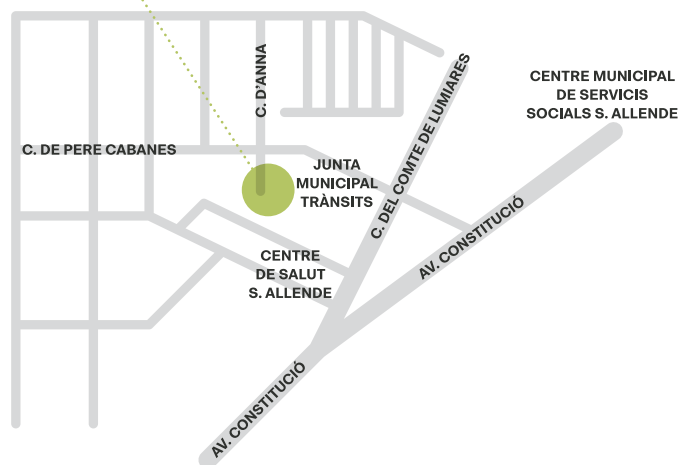 C. D'ANNA
C. DEL COMTE DE LUMIARES
CENTRE MUNICIPAL
DE SERVICIS
SOCIALS S. ALLENDE
C. DE PERE CABANES
JUNTA
MUNICIPAL
TRÀNSITS
AV. CONSTITUCIÓ
CENTRE
DE SALUT
S. ALLENDE
AV. CONSTITUCIÓ